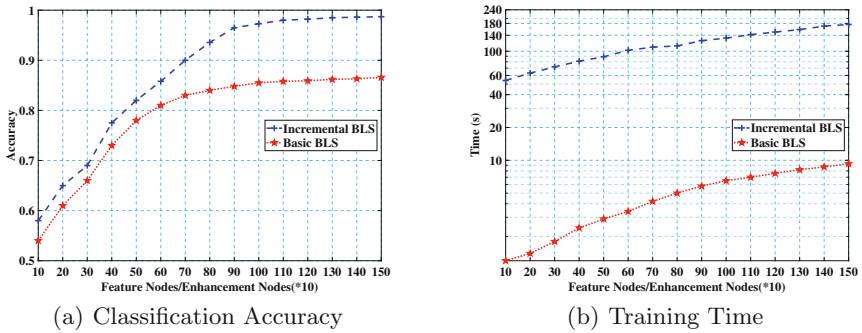 1
0.9
0.8
0.7
0.6
0.5
Accuracy
Incremental BLS
Basic BLS
10 20 30 40 50 60 70 80 90 100 110 120 130 140 150
Feature Nodes/Enhancement Nodes(*10)
(a) Classification Accuracy
240
180
140
100
60
40
20
10
Time (s)
Incremental BLS
Basic BLS
10 20 30 40 50 60 70 80 90 100 110 120 130 140 150
Feature Nodes/Enhancement Nodes(*10)
(b) Training Time